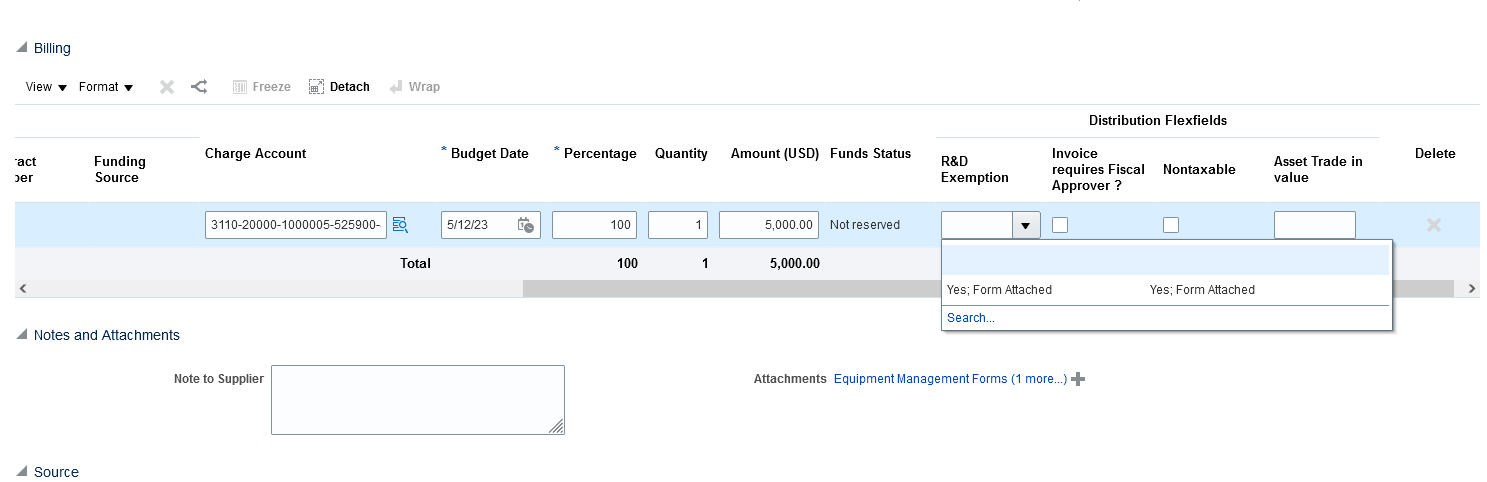 Billing
View Format Freeze Detach Wrap
Distribution Flexfields
ract
ber
Funding
Source
Charge Account
* Budget Date
* Percentage
Quantity
Amount (USD)
Funds Status
R&D
Exemption
Invoice
requires Fiscal
Approver ?
Nontaxable
Asset Trade in
value
Delete
3110-20000-1000005-525900- 5/12/23 100 1 5,000.00 Not reserved
Total 100 1 5,000.00
Yes; Form Attached Yes; Form Attached
Search...
Notes and Attachments
Note to Supplier
Attachments Equipment Management Forms (1 more...)
Source